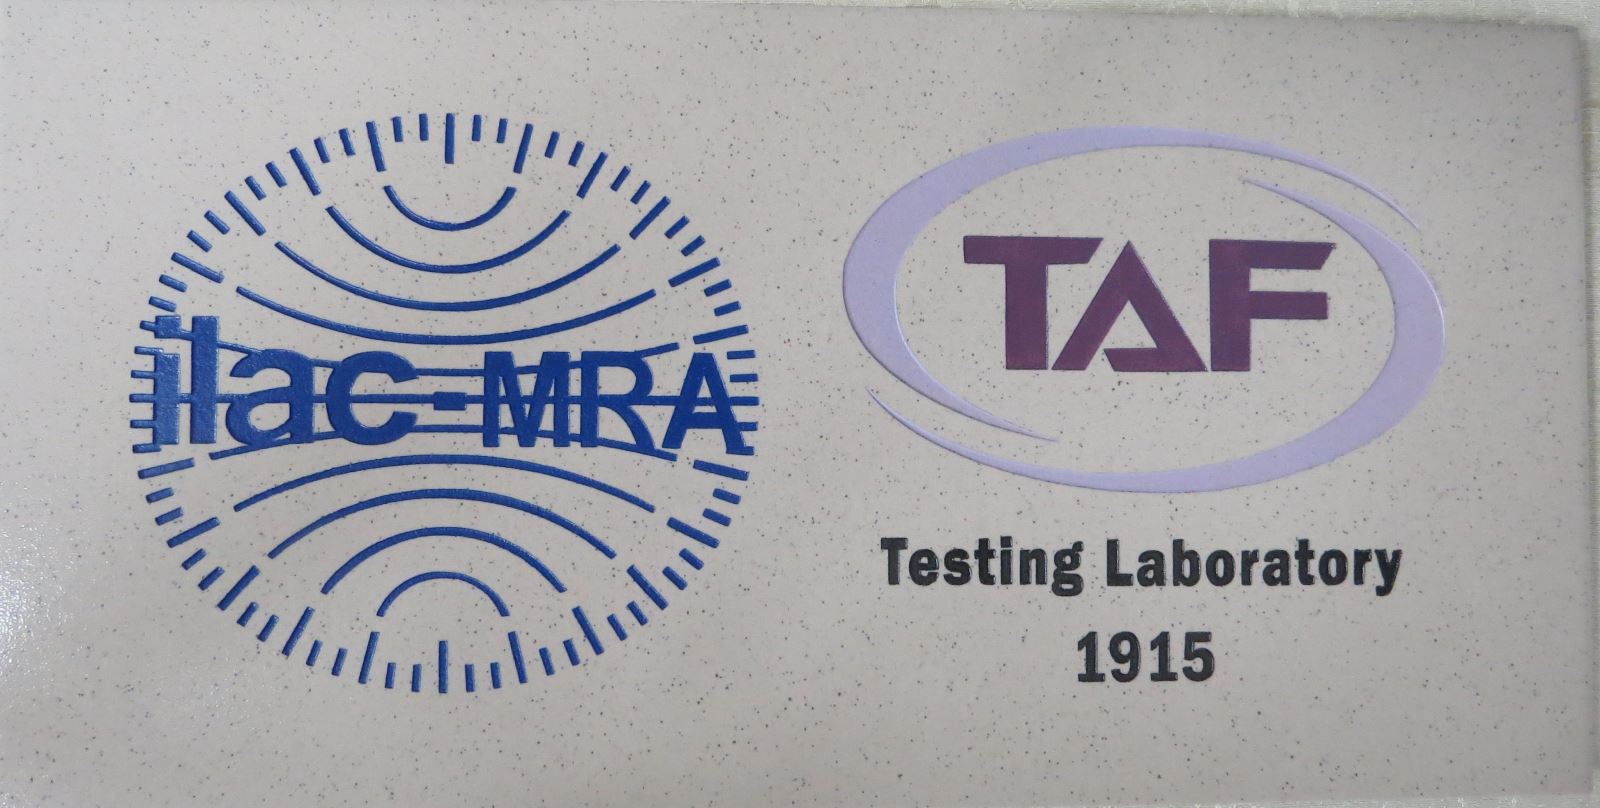 ilac-MRA
TAF
Testing Laboratory
1915